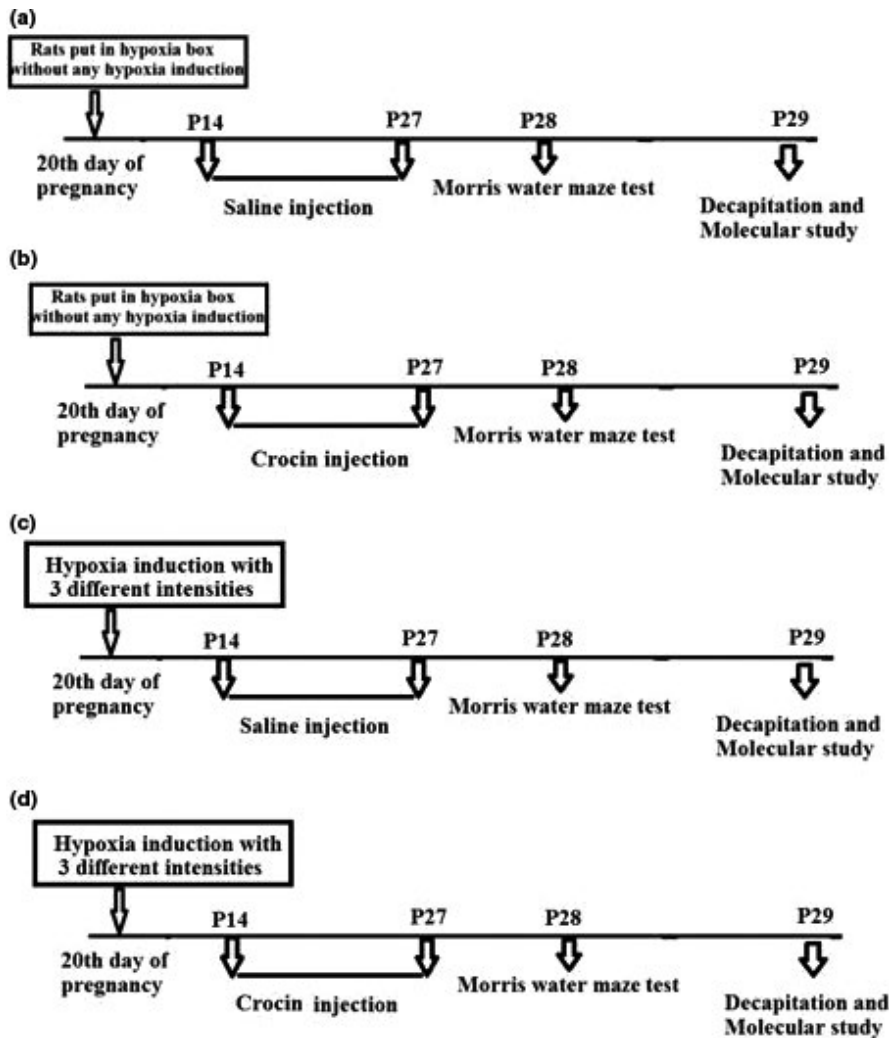 (a)
Rats put in hypoxia box
without any hypoxia induction
P14
P27
P28
P29
20th day of
pregnancy
Saline injection
Morris water maze test
Decapitation and
Molecular study
(b)
Rats put in hypoxia box
without any hypoxia induction
P14
P27
P28
P29
20th day of
pregnancy
Crocin injection
Morris water maze test
Decapitation and
Molecular study
(c)
Hypoxia induction with
3 different intensities
P14
P27
P28
P29
20th day of
pregnancy
Saline injection
Morris water maze test
Decapitation and
Molecular study
(d)
Hypoxia induction with
3 different intensities
P14
P27
P28
P29
20th day of
pregnancy
Crocin injection
Morris water maze test
Decapitation and
Molecular study